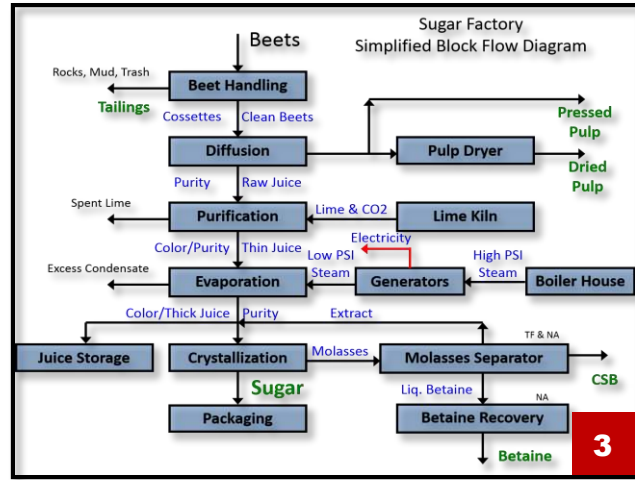 Sugar Factory
Simplified Block Flow Diagram
Beets
Rocks, Mud, Trash
Tailings
Beet Handling
Cossettes
Clean Beets
Pressed
Pulp
Diffusion
Pulp Dryer
Dried
Pulp
Purity
Raw Juice
Spent Lime
Purification
Lime & CO2
Lime Kiln
Color/Purity
Thin Juice
Electricity
Low PSI
Steam
High PSI
Steam
Excess Condensate
Evaporation
Generators
Boiler House
Color/Thick Juice
Purity
Extract
TF & NA
Juice Storage
Crystallization
Molasses
Molasses Separator
CSB
Sugar
Liq. Betaine
NA
Packaging
Betaine Recovery
Betaine
3